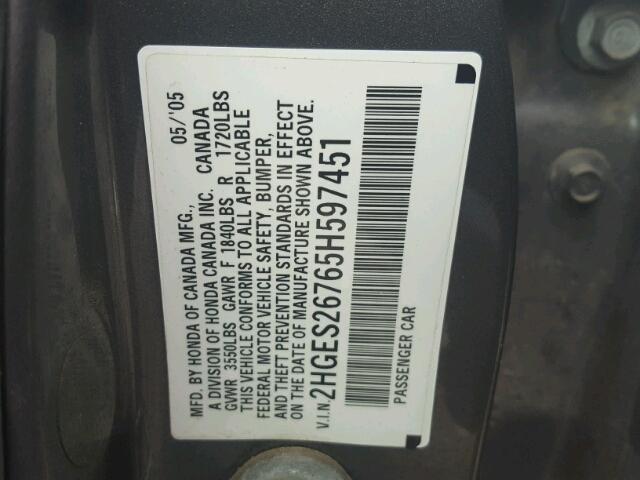 MFD. BY HONDA OF CANADA MFG., 05/'05
A DIVISION OF HONDA CANADA INC. CANADA
GVWR 3550LBS GAWR F 1840LBS R 1720LBS
THIS VEHICLE CONFORMS TO ALL APPLICABLE
FEDERAL MOTOR VEHICLE SAFETY, BUMPER,
AND THEFT PREVENTION STANDARDS IN EFFECT
ON THE DATE OF MANUFACTURE SHOWN ABOVE.
V.I.N. 2HGES26765H597451
PASSENGER CAR